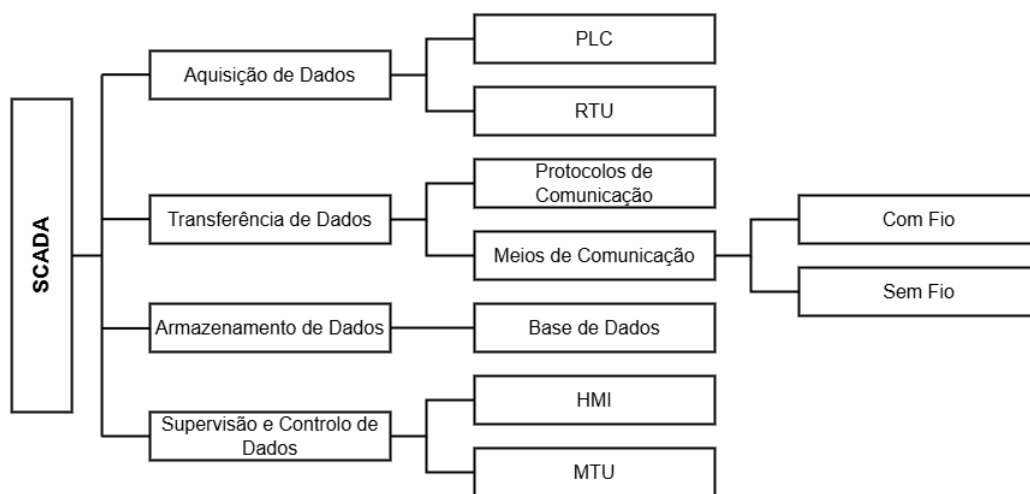 SCADA
Aquisição de Dados
PLC
RTU
Transferência de Dados
Protocolos de
Comunicação
Meios de Comunicação
Com Fio
Sem Fio
Armazenamento de Dados
Base de Dados
Supervisão e Controlo de
Dados
HMI
MTU